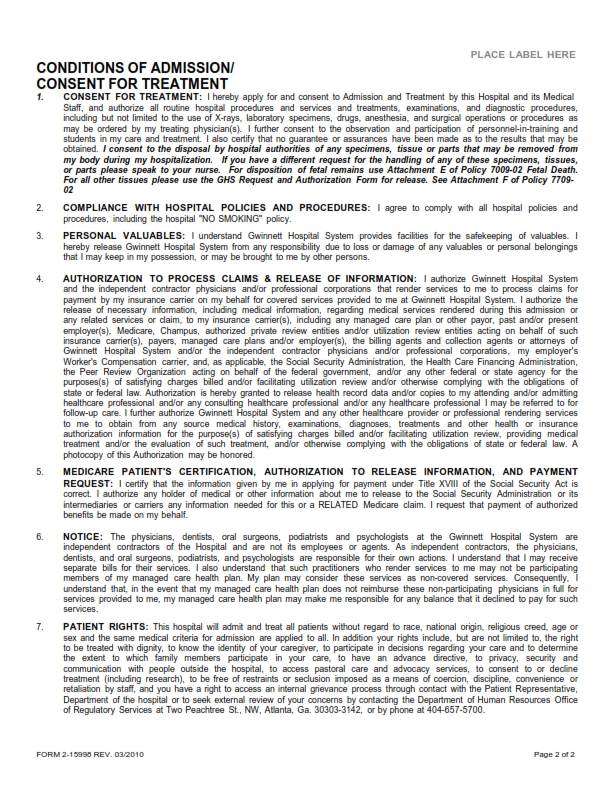 PLACE LABEL HERE
CONDITIONS OF ADMISSION/
CONSENT FOR TREATMENT
1. CONSENT FOR TREATMENT: I hereby apply for and consent to Admission and Treatment by this Hospital and its Medical
Staff, and authorize all routine hospital procedures and services and treatments, examinations, and diagnostic procedures,
including but not limited to the use of X-rays, laboratory specimens, drugs, anesthesia, and surgical operations or procedures as
may be ordered by my treating physician(s). I further consent to the observation and participation of personnel-in-training and
students in my care and treatment. I also certify that no guarantee or assurances have been made as to the results that may be
obtained. I consent to the disposal by hospital authorities of any specimens, tissue or parts that may be removed from
my body during my hospitalization. If you have a different request for the handling of any of these specimens, tissues,
or parts please speak to your nurse. For disposition of fetal remains use Attachment E of Policy 7009-02 Fetal Death.
For all other tissues please use the GHS Request and Authorization Form for release. See Attachment F of Policy 7709-
02
2. COMPLIANCE WITH HOSPITAL POLICIES AND PROCEDURES: I agree to comply with all hospital policies and
procedures, including the hospital "NO SMOKING" policy.
3. PERSONAL VALUABLES: I understand Gwinnett Hospital System provides facilities for the safekeeping of valuables. I
hereby release Gwinnett Hospital System from any responsibility due to loss or damage of any valuables or personal belongings
that I may keep in my possession, or may be brought to me by other persons.
4. AUTHORIZATION TO PROCESS CLAIMS & RELEASE OF INFORMATION: I authorize Gwinnett Hospital System
and the independent contractor physicians and/or professional corporations that render services to me to process claims for
payment by my insurance carrier on my behalf for covered services provided to me at Gwinnett Hospital System. I authorize the
release of necessary information, including medical information, regarding medical services rendered during this admission or
any related services or claim, to my insurance carrier(s), including any managed care plan or other payor, past and/or present
employer(s), Medicare, Champus, authorized private review entities and/or utilization review entities acting on behalf of such
insurance carrier(s), payers, managed care plans and/or employer(s), the billing agents and collection agents or attorneys of
Gwinnett Hospital System and/or the independent contractor physicians and/or professional corporations, my employer's
Worker's Compensation carrier, and, as applicable, the Social Security Administration, the Health Care Financing Administration,
the Peer Review Organization acting on behalf of the federal government, and/or any other federal or state agency for the
purposes(s) of satisfying charges billed and/or facilitating utilization review and/or otherwise complying with the obligations of
state or federal law. Authorization is hereby granted to release health record data and/or copies to my attending and/or admitting
healthcare professional and/or any consulting healthcare professional and/or any healthcare professional I may be referred to for
follow-up care. I further authorize Gwinnett Hospital System and any other healthcare provider or professional rendering services
to me to obtain from any source medical history, examinations, diagnoses, treatments and other health or insurance
authorization information for the purpose(s) of satisfying charges billed and/or facilitating utilization review, providing medical
treatment and/or evaluation of such treatment, and/or otherwise complying with the obligations of state or federal law. A
photocopy of this Authorization may be honored.
5. MEDICARE PATIENT'S CERTIFICATION, AUTHORIZATION TO RELEASE INFORMATION, AND PAYMENT
REQUEST: I certify that the information given by me in applying for payment under Title XVIII of the Social Security Act is
correct. I authorize any holder of medical or other information about me to release to the Social Security Administration or its
intermediaries or carriers any information needed for this or a RELATED Medicare claim. I request that payment of authorized
benefits be made on my behalf.
6. NOTICE: The physicians, dentists, oral surgeons, podiatrists and psychologists at the Gwinnett Hospital System are
independent contractors of the Hospital and are not its employees or agents. As independent contractors, the physicians,
dentists, and oral surgeons, podiatrists, and psychologists are responsible for their own actions. I understand that I may receive
separate bills for their services. I also understand that such practitioners who render services to me may not be participating
members of my managed care health plan. My plan may consider these services as non-covered services. Consequently, I
understand that, in the event that my managed care health plan does not reimburse these non-participating physicians in full for
services provided to me, my managed care health plan may make me responsible for any balance that it declined to pay for such
services.
7. PATIENT RIGHTS: This hospital will admit and treat all patients without regard to race, national origin, religious creed, age or
sex and the same medical criteria for admission are applied to all. In addition your rights include, but are not limited to, the right
to be treated with dignity, to know the identity of your caregiver, to participate in decisions regarding your care and to determine
the extent to which family members participate in your care, to have an advance directive, to privacy, security and
communication with people outside the hospital, to access pastoral care and advocacy services, to consent to or decline
treatment (including research), to be free of restraints or seclusion imposed as a means of coercion, discipline, convenience or
retaliation by staff, and you have a right to access an internal grievance process through contact with the Patient Representative,
Department of the hospital or to seek external review of your concerns by contacting the Department of Human Resources Office
of Regulatory Services at Two Peachtree St., NW, Atlanta, Ga. 30303-3142, or by phone at 404-657-5700.
FORM 2-15998 REV. 03/2010
Page 2 of 2